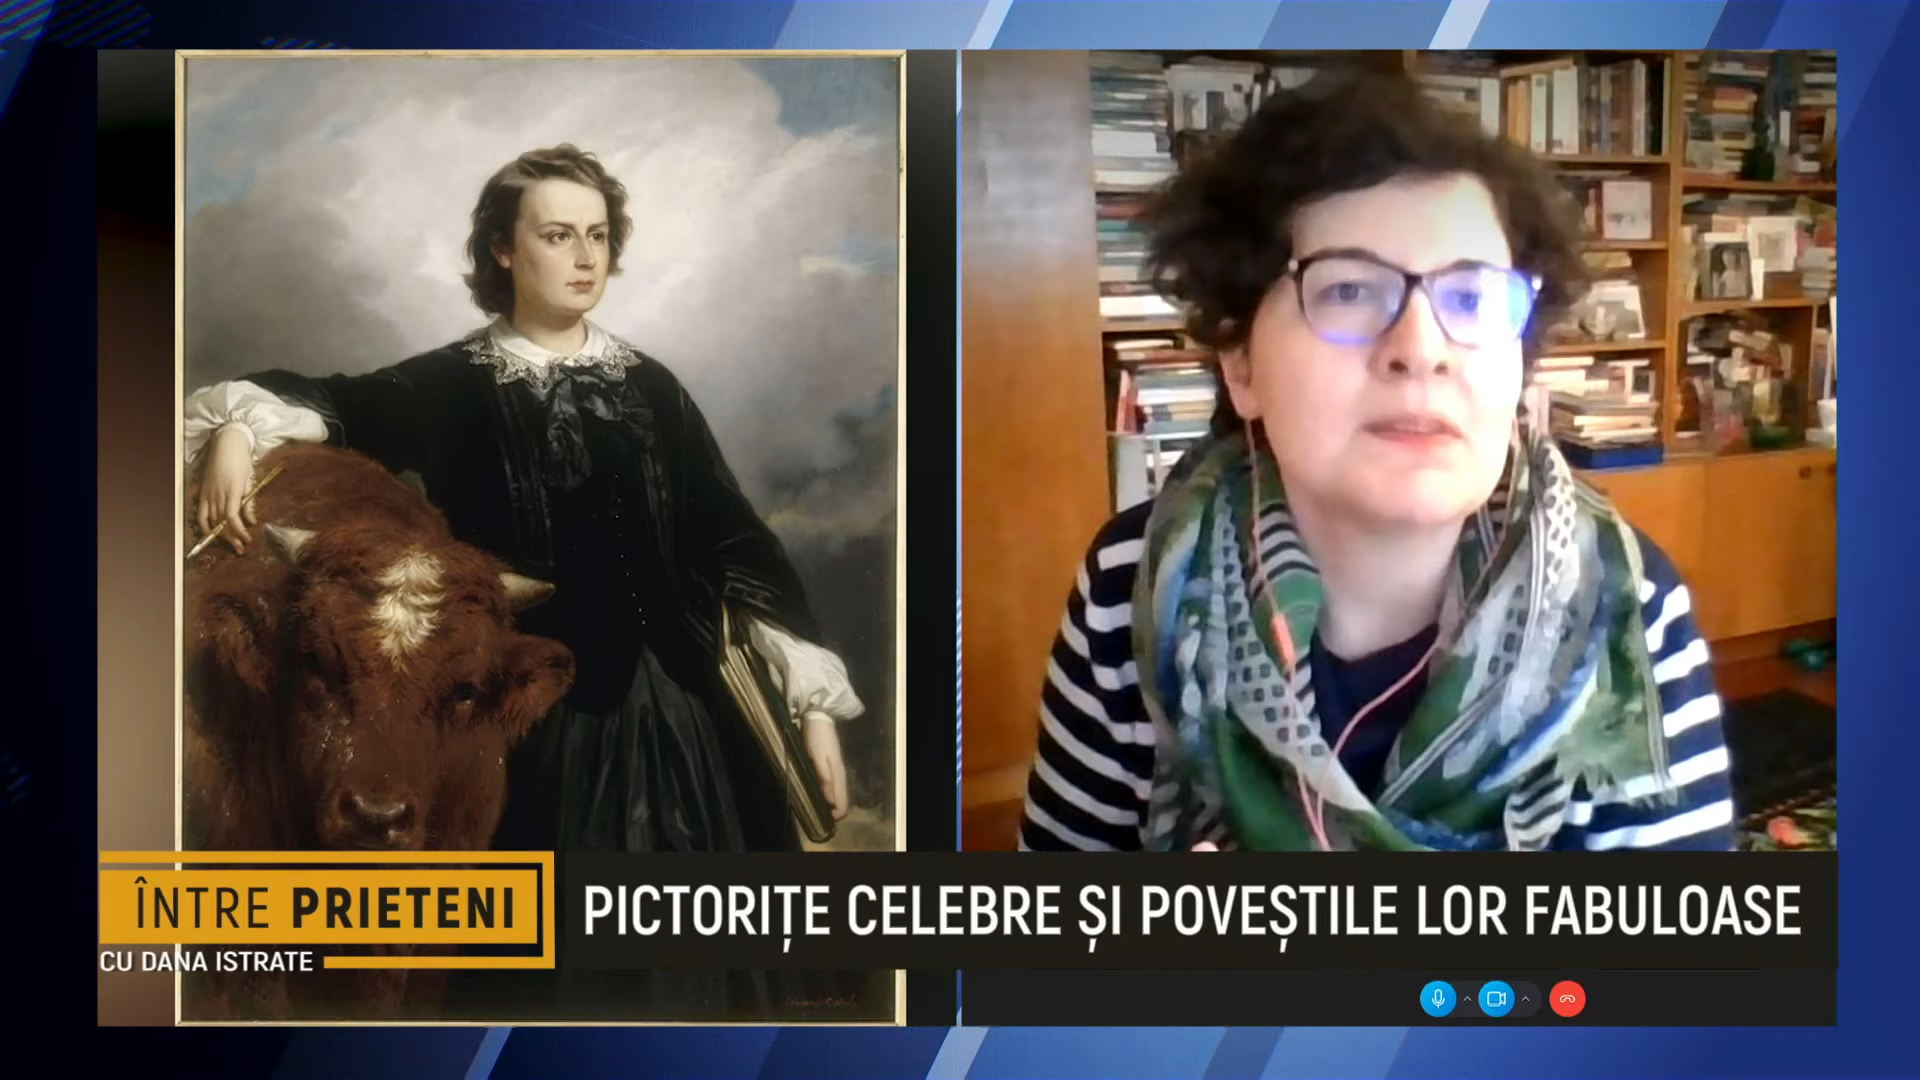 ÎNTRE PRIETENI
CU DANA ISTRATE
PICTORIȚE CELEBRE ȘI POVEȘTILE LOR FABULOASE